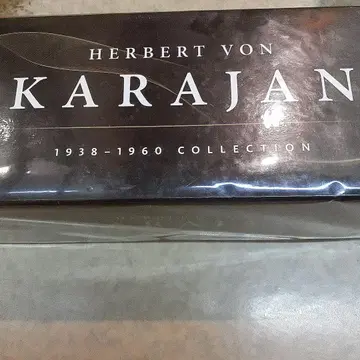 HERBERT VON
KARAJAN
1938–1960 COLLECTION